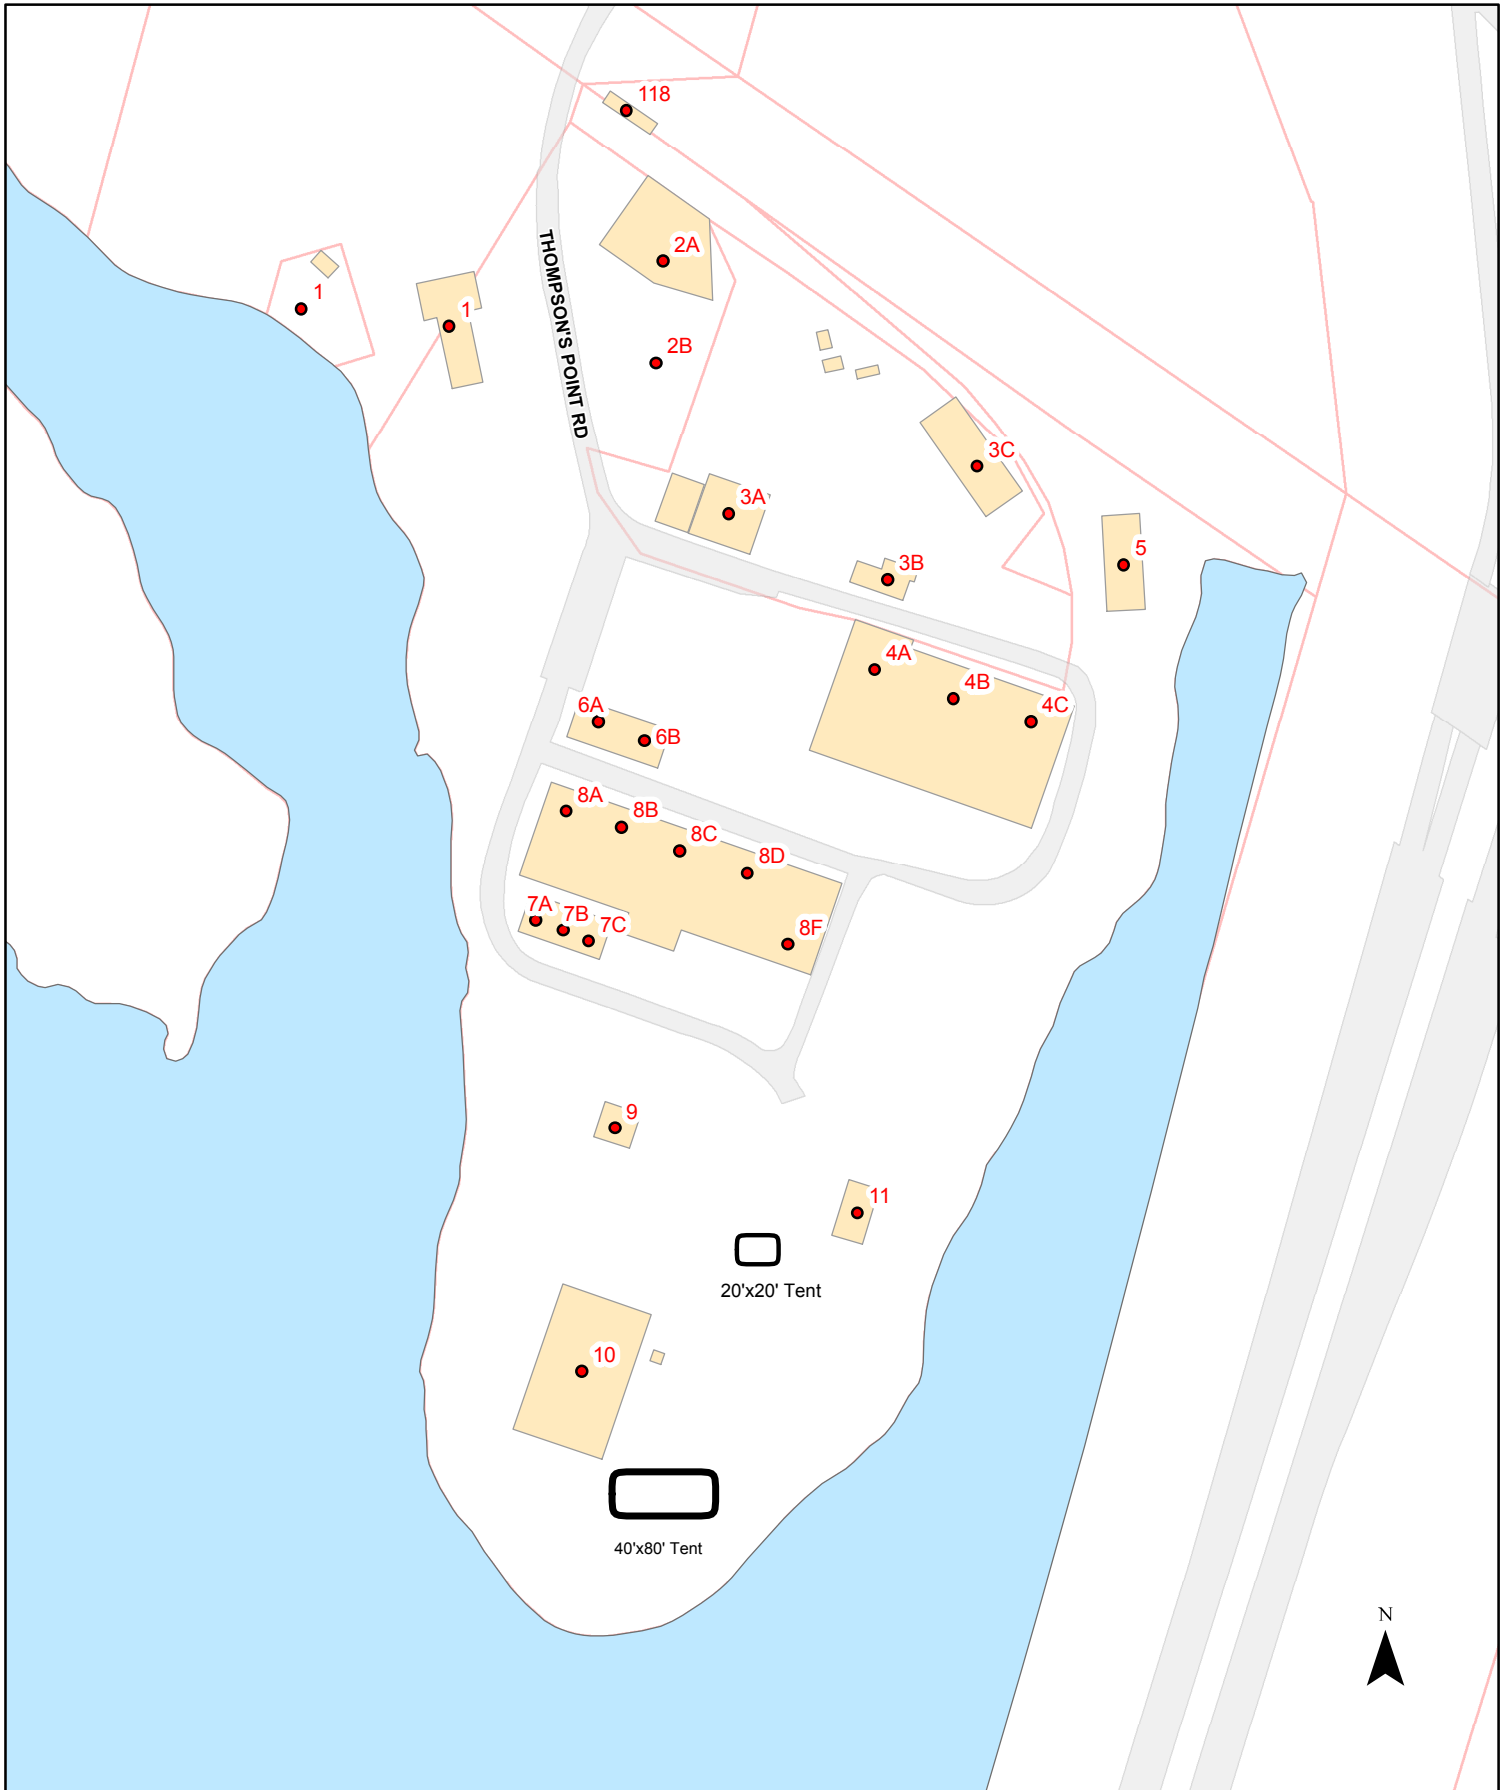 118
2A
1
1
THOMPSON'S POINT RD
2B
3C
3A
5
3B
4A
4B
4C
6A
6B
8A
8B
8C
8D
7A
7B
7C
8F
9
11
20'x20' Tent
10
40'x80' Tent
N